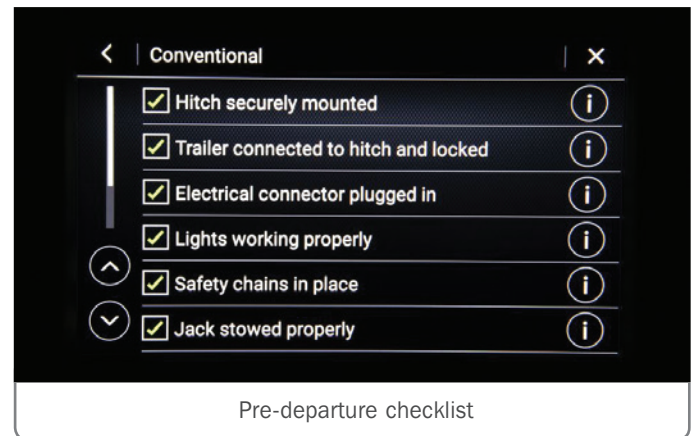 Conventional
Hitch securely mounted
Trailer connected to hitch and locked
Electrical connector plugged in
Lights working properly
Safety chains in place
Jack stowed properly
Pre-departure checklist